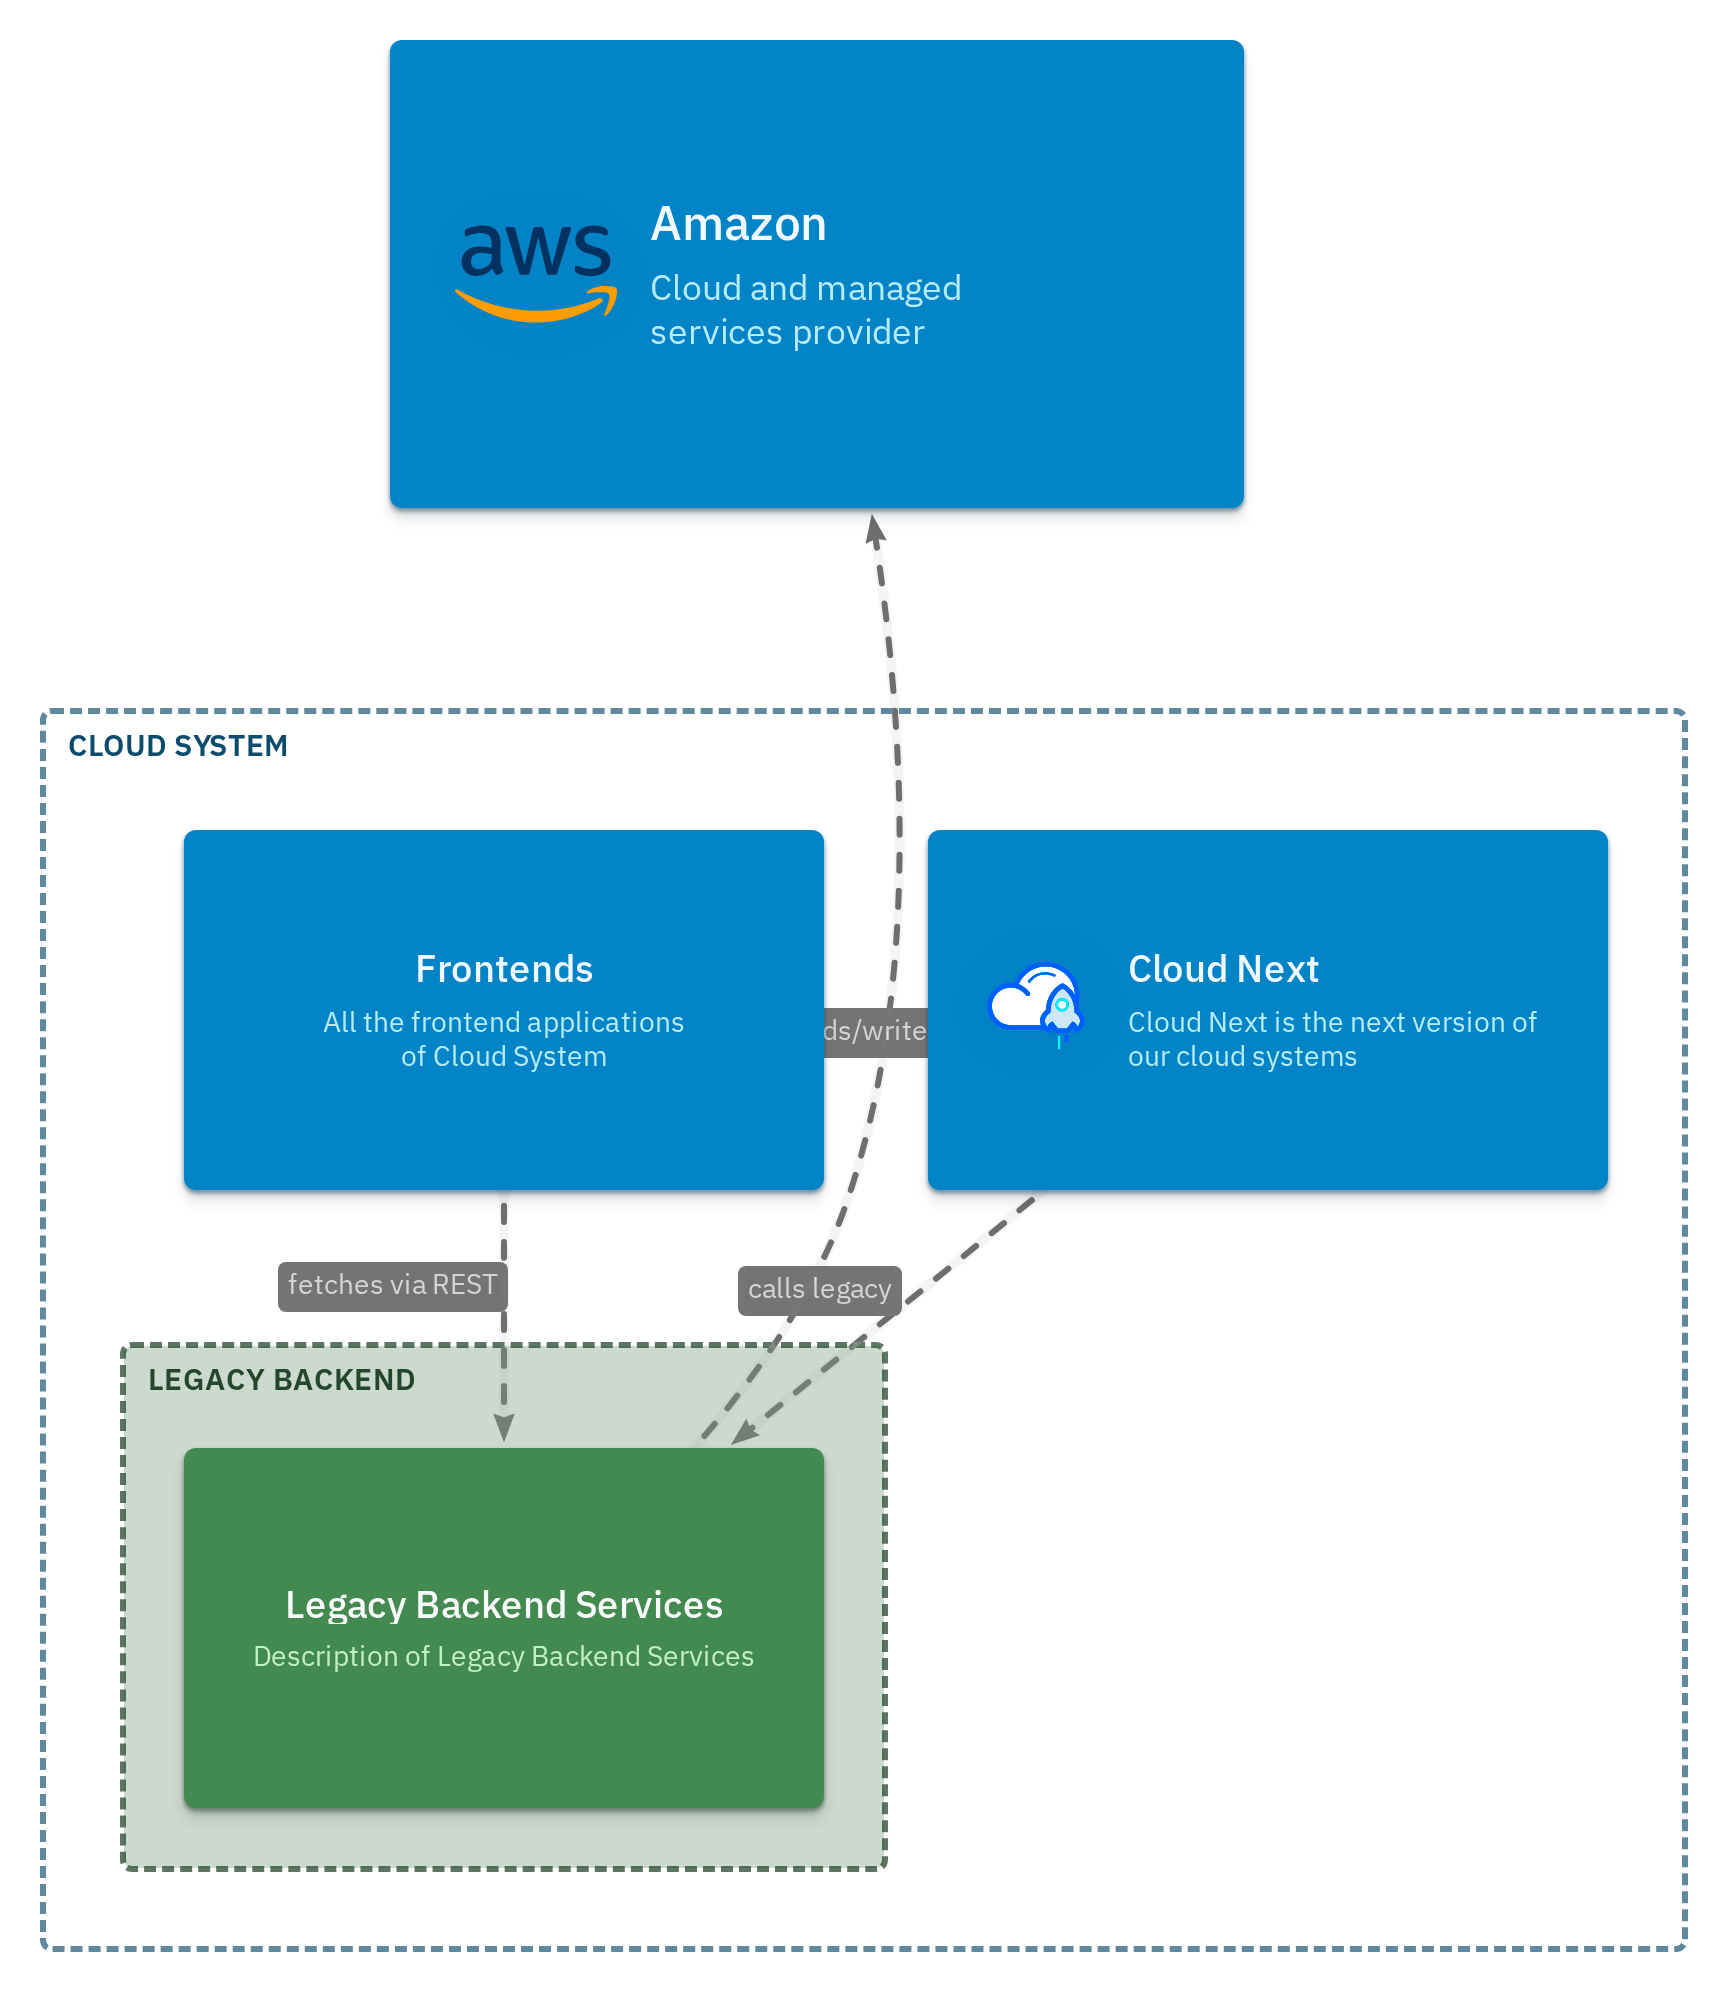 aws
Amazon
Cloud and managed
services provider
CLOUD SYSTEM
Frontends
All the frontend applications
of Cloud System
ds/write
Cloud Next
Cloud Next is the next version of
our cloud systems
fetches via REST
calls legacy
LEGACY BACKEND
Legacy Backend Services
Description of Legacy Backend Services